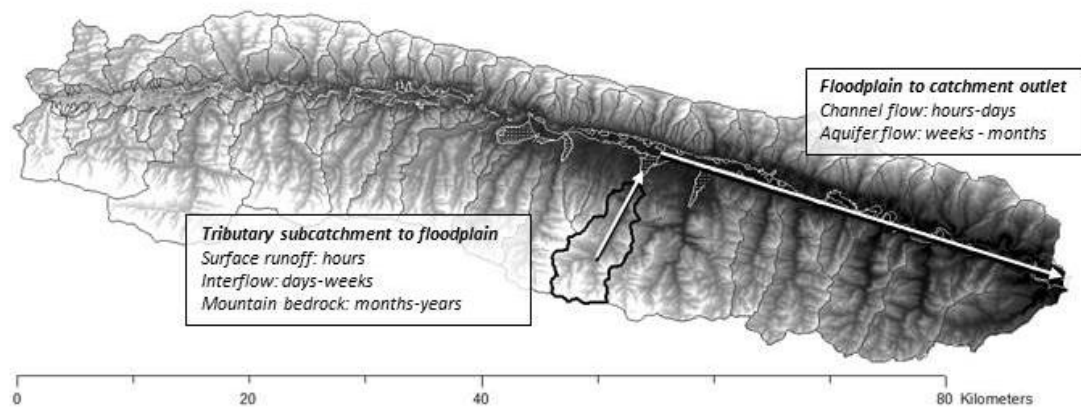 Floodplain to catchment outlet
Channel flow: hours-days
Aquifer flow: weeks - months
Tributary subcatchment to floodplain
Surface runoff: hours
Interflow: days-weeks
Mountain bedrock: months-years
0 20 40 80 Kilometers